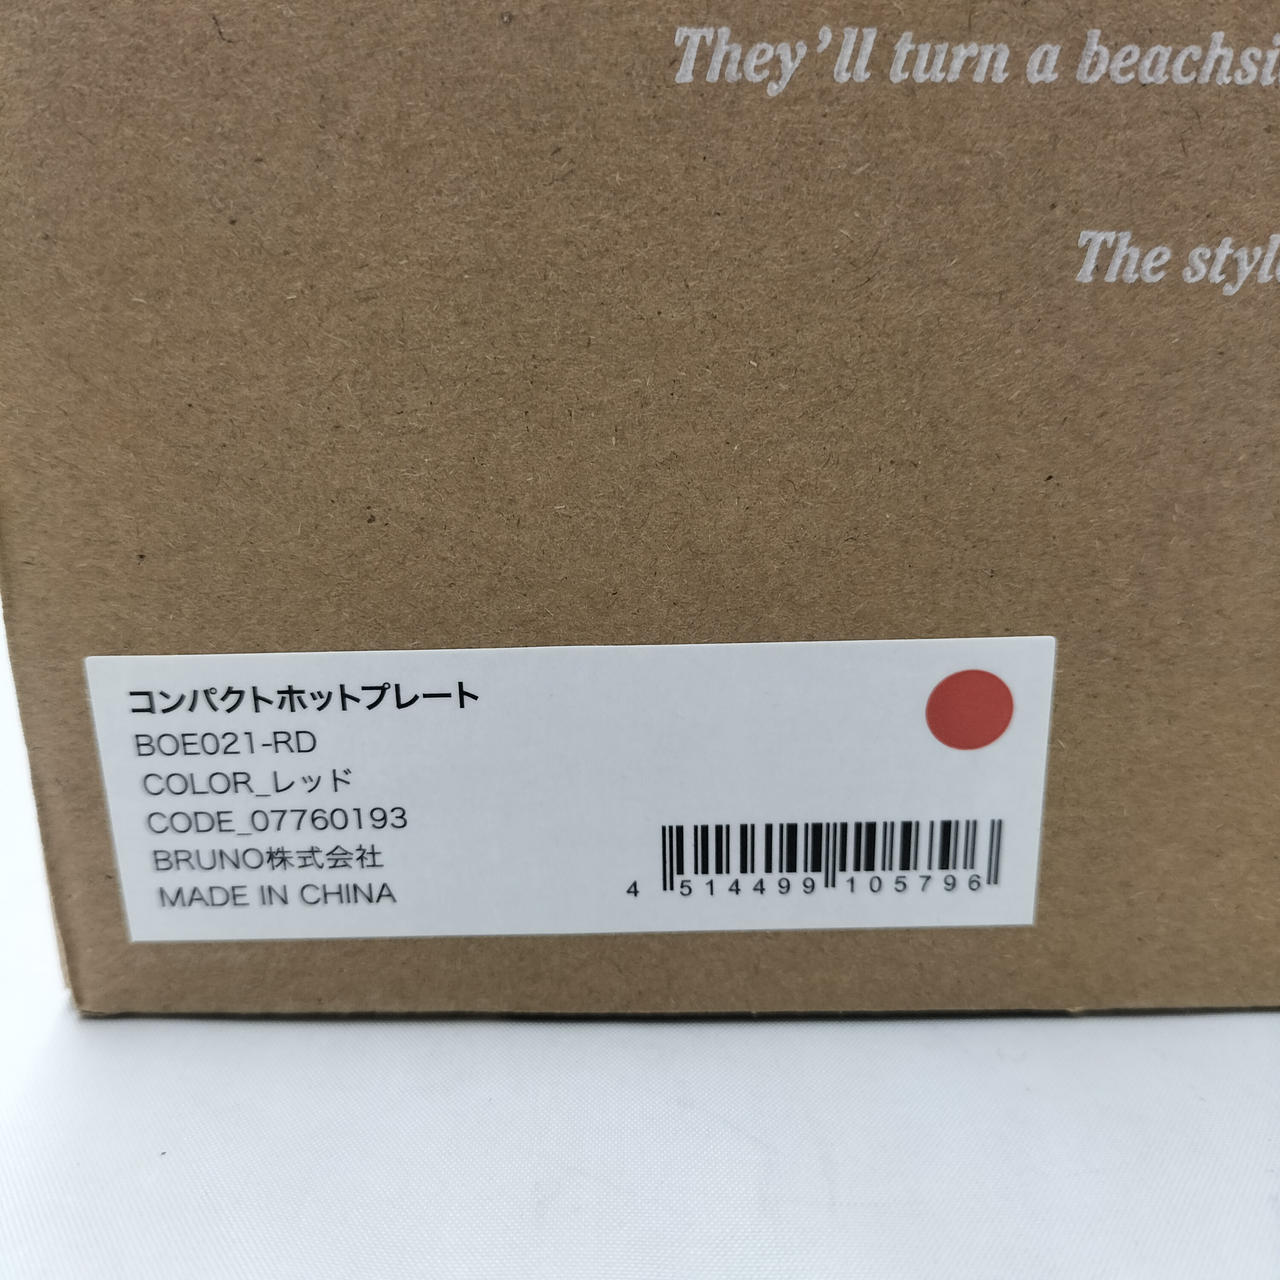 They'll turn a
The
コンパクトホットプレート
BOE021-RD
COLOR_レッド
CODE_07760193
BRUNO株式会社
MADE IN CHINA
4 514499 105796